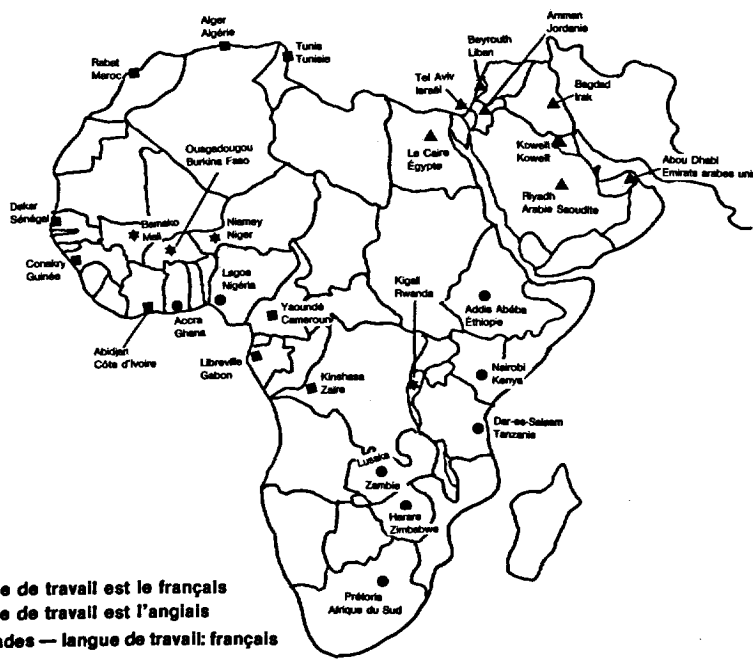 Alger
Algérie
Tunis
Tunisie
Rabat
Maroc
Amman
Jordanie
Beyrouth
Liban
Tel Aviv
Israël
Bagdad
Irak
Ouagadougou
Burkina Faso
Le Caire
Égypte
Koweit
Koweit
Abou Dhabi
Emirats arabes uni
Riyadh
Arabie Saoudite
Dakar
Sénégal
Bamako
Mali
Niamey
Niger
Conakry
Guinée
Lagos
Nigéria
Kigali
Rwanda
Addis Abéba
Éthiopie
Yaoundé
Cameroun
Accra
Ghana
Abidjan
Côte d'Ivoire
Libreville
Gabon
Kinshasa
Zaïre
Nairobi
Kenya
Dar-es-Salaam
Tanzanie
Lusaka
Zambie
Harare
Zimbabwe
Prétoria
Afrique du Sud
e de travail est le français
e de travail est l'anglais
ades — langue de travail: français